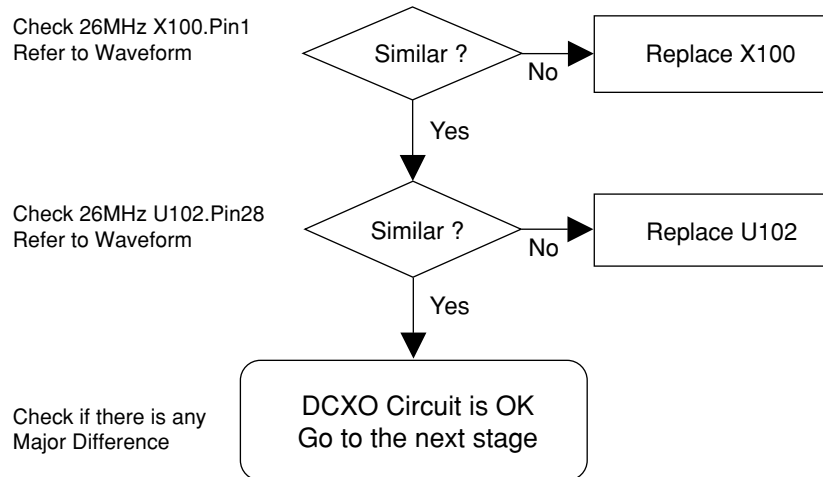 Check 26MHz X100.Pin1
Refer to Waveform
Similar ?
No
Replace X100
Yes
Check 26MHz U102.Pin28
Refer to Waveform
Similar ?
No
Replace U102
Yes
Check if there is any
Major Difference
DCXO Circuit is OK
Go to the next stage